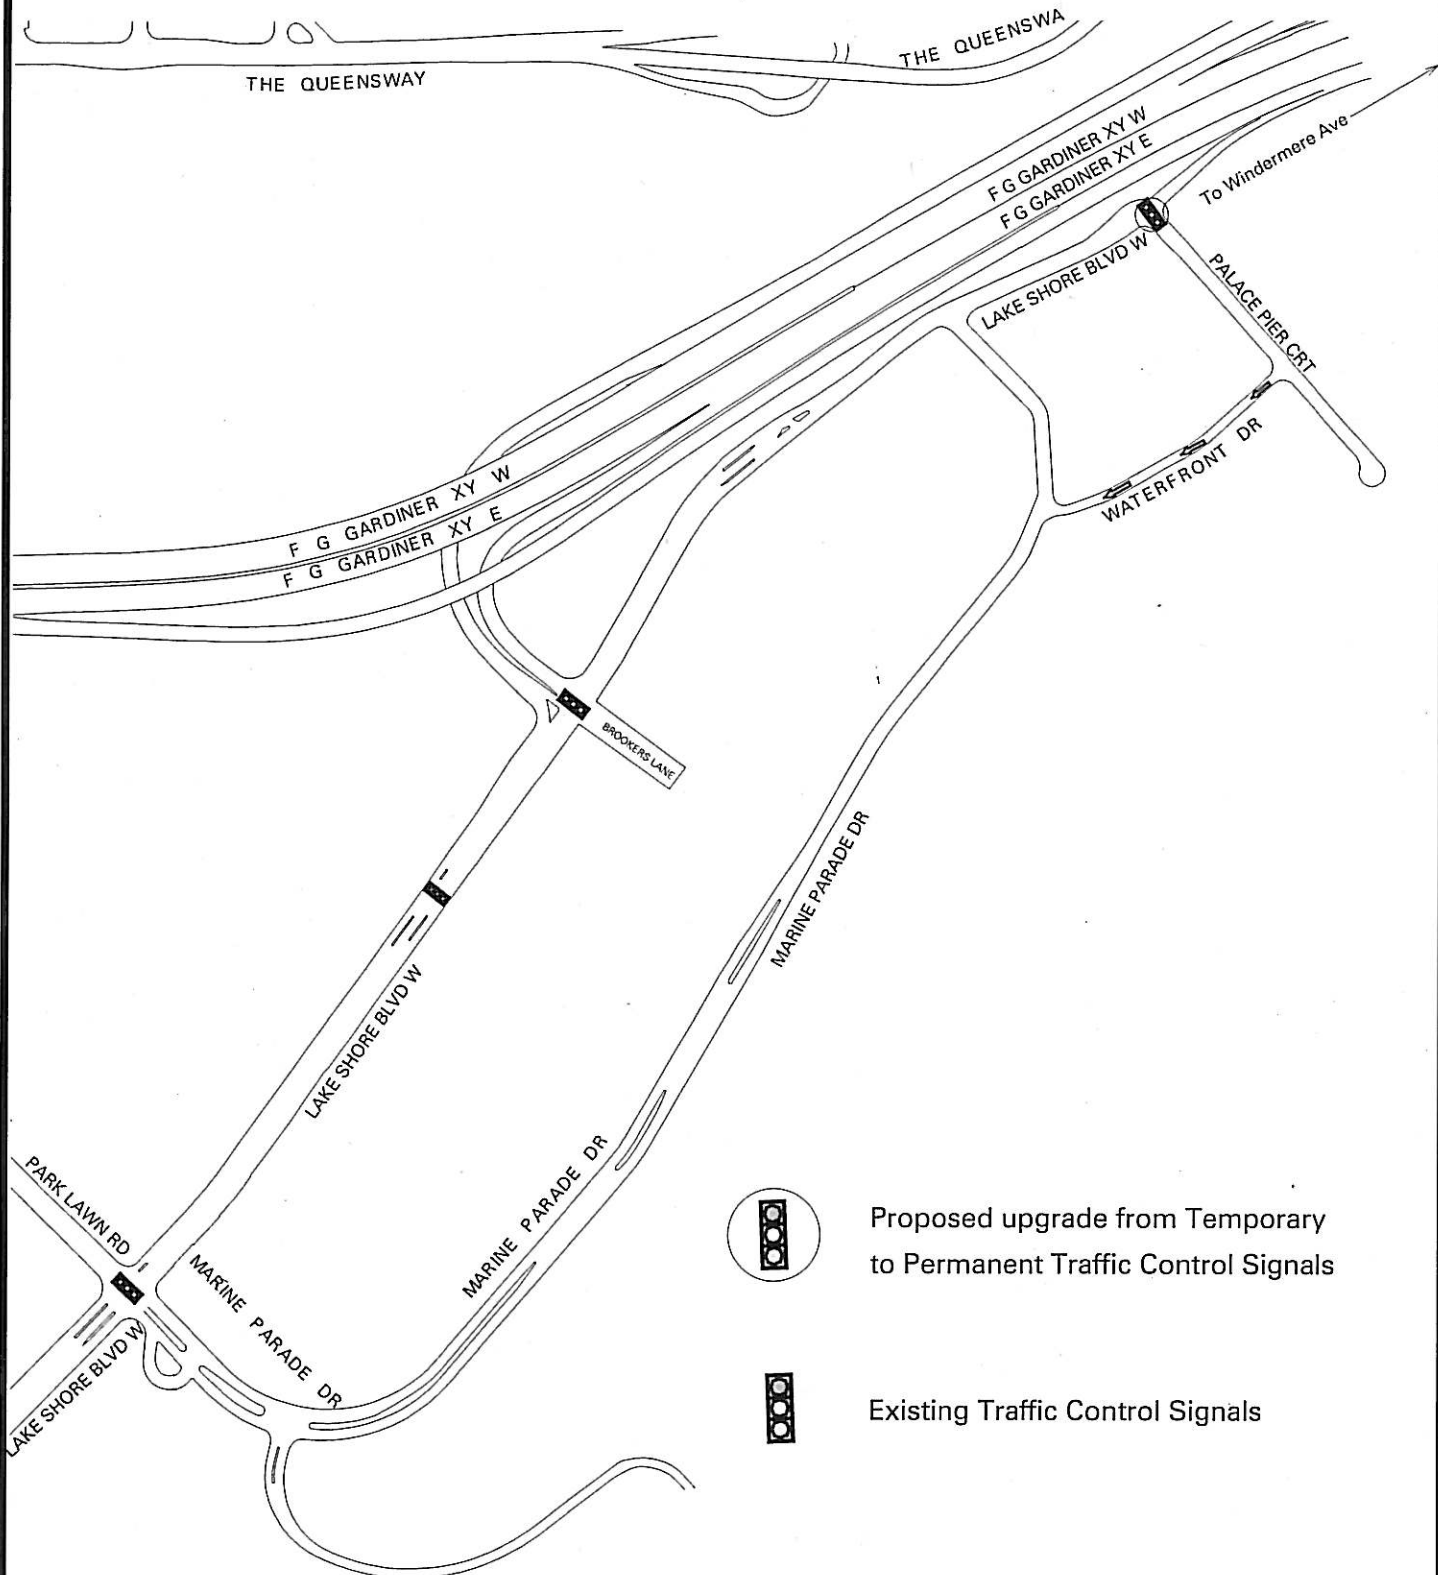 THE QUEENSWAY
THE QUEENSWA
F G GARDINER XY W
F G GARDINER XY E
To Windermere Ave
LAKE SHORE BLVD W
PALACE PIER CRT
WATERFRONT DR
F G GARDINER XY W
F G GARDINER XY E
BROOKERS LANE
MARINE PARADE DR
LAKE SHORE BLVD W
PARK LAWN RD
MARINE PARADE DR
MARINE PARADE DR
LAKE SHORE BLVD W
Proposed upgrade from Temporary
to Permanent Traffic Control Signals
Existing Traffic Control Signals